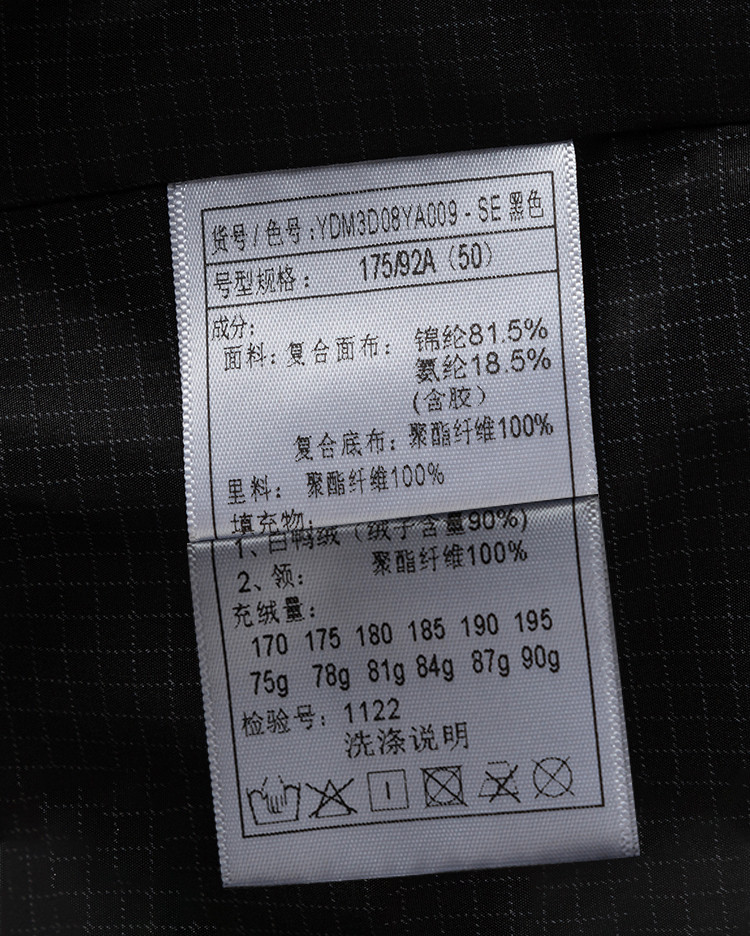 货号/色号:YDM3D08YA009-SE黑色
号型规格: 175/92A(50)
成分:
面料:复合面布: 锦纶81.5%
氨纶18.5%
(含胶)
复合底布: 聚酯纤维100%
里料: 聚酯纤维100%
填充物:
1、白鸭绒(绒子含量90%)
2、领: 聚酯纤维100%
充绒量:
170 175 180 185 190 195
75g 78g 81g 84g 87g 90g
检验号: 1122
洗涤说明